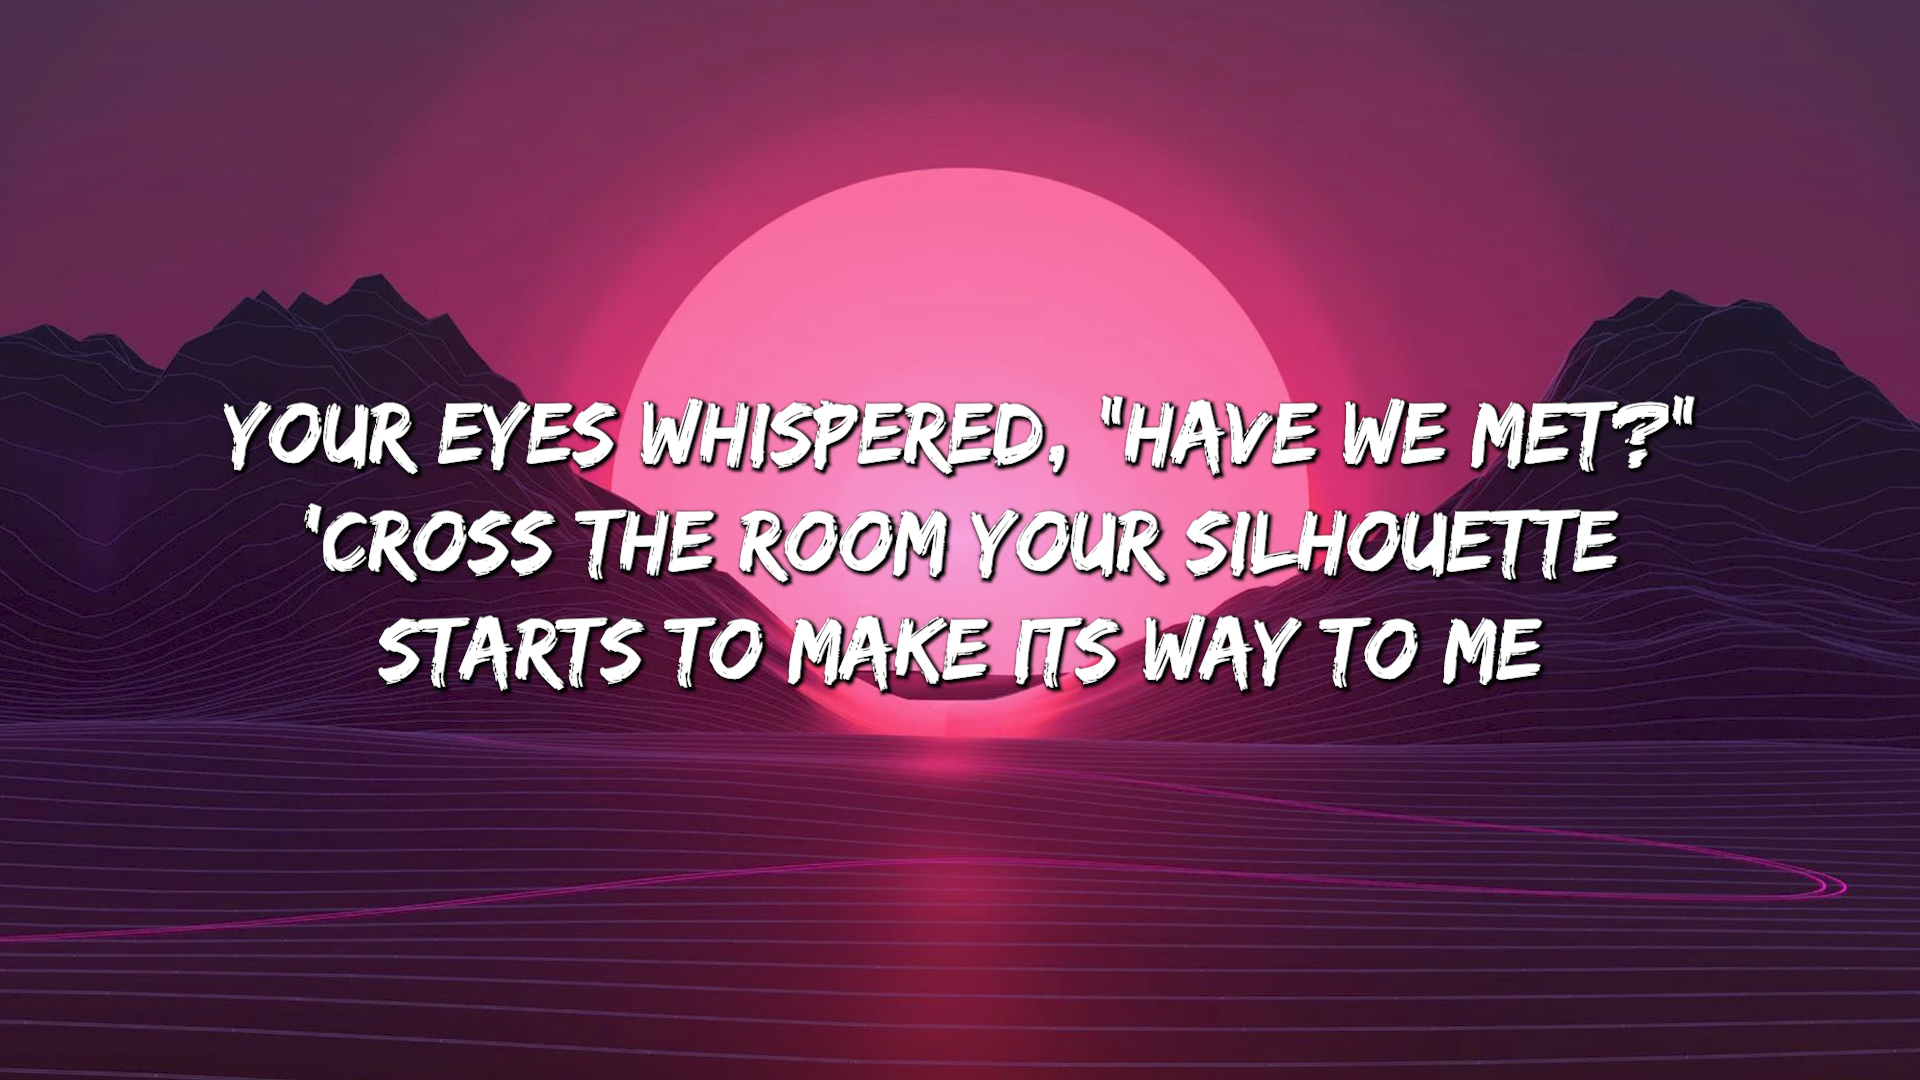 YOUR EYES WHISPERED, "HAVE WE MET?"
'CROSS THE ROOM YOUR SILHOUETTE
STARTS TO MAKE ITS WAY TO ME